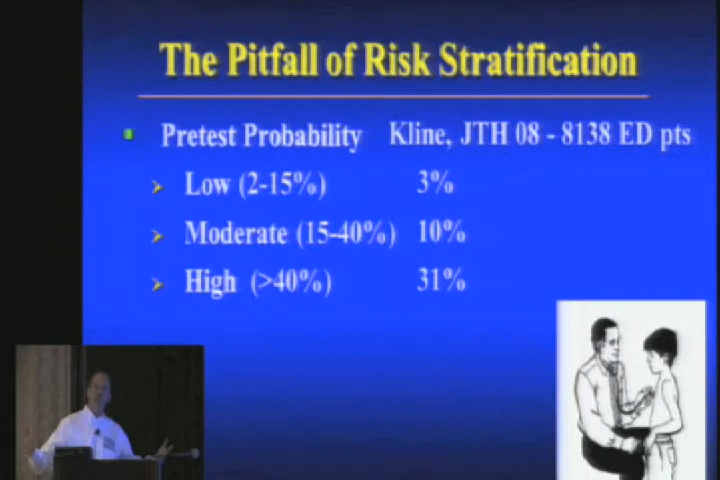 The Pitfall of Risk Stratification
Pretest Probability Kline, JTH 08 - 8138 ED pts
Low (2-15%) 3%
Moderate (15-40%) 10%
High (>40%) 31%